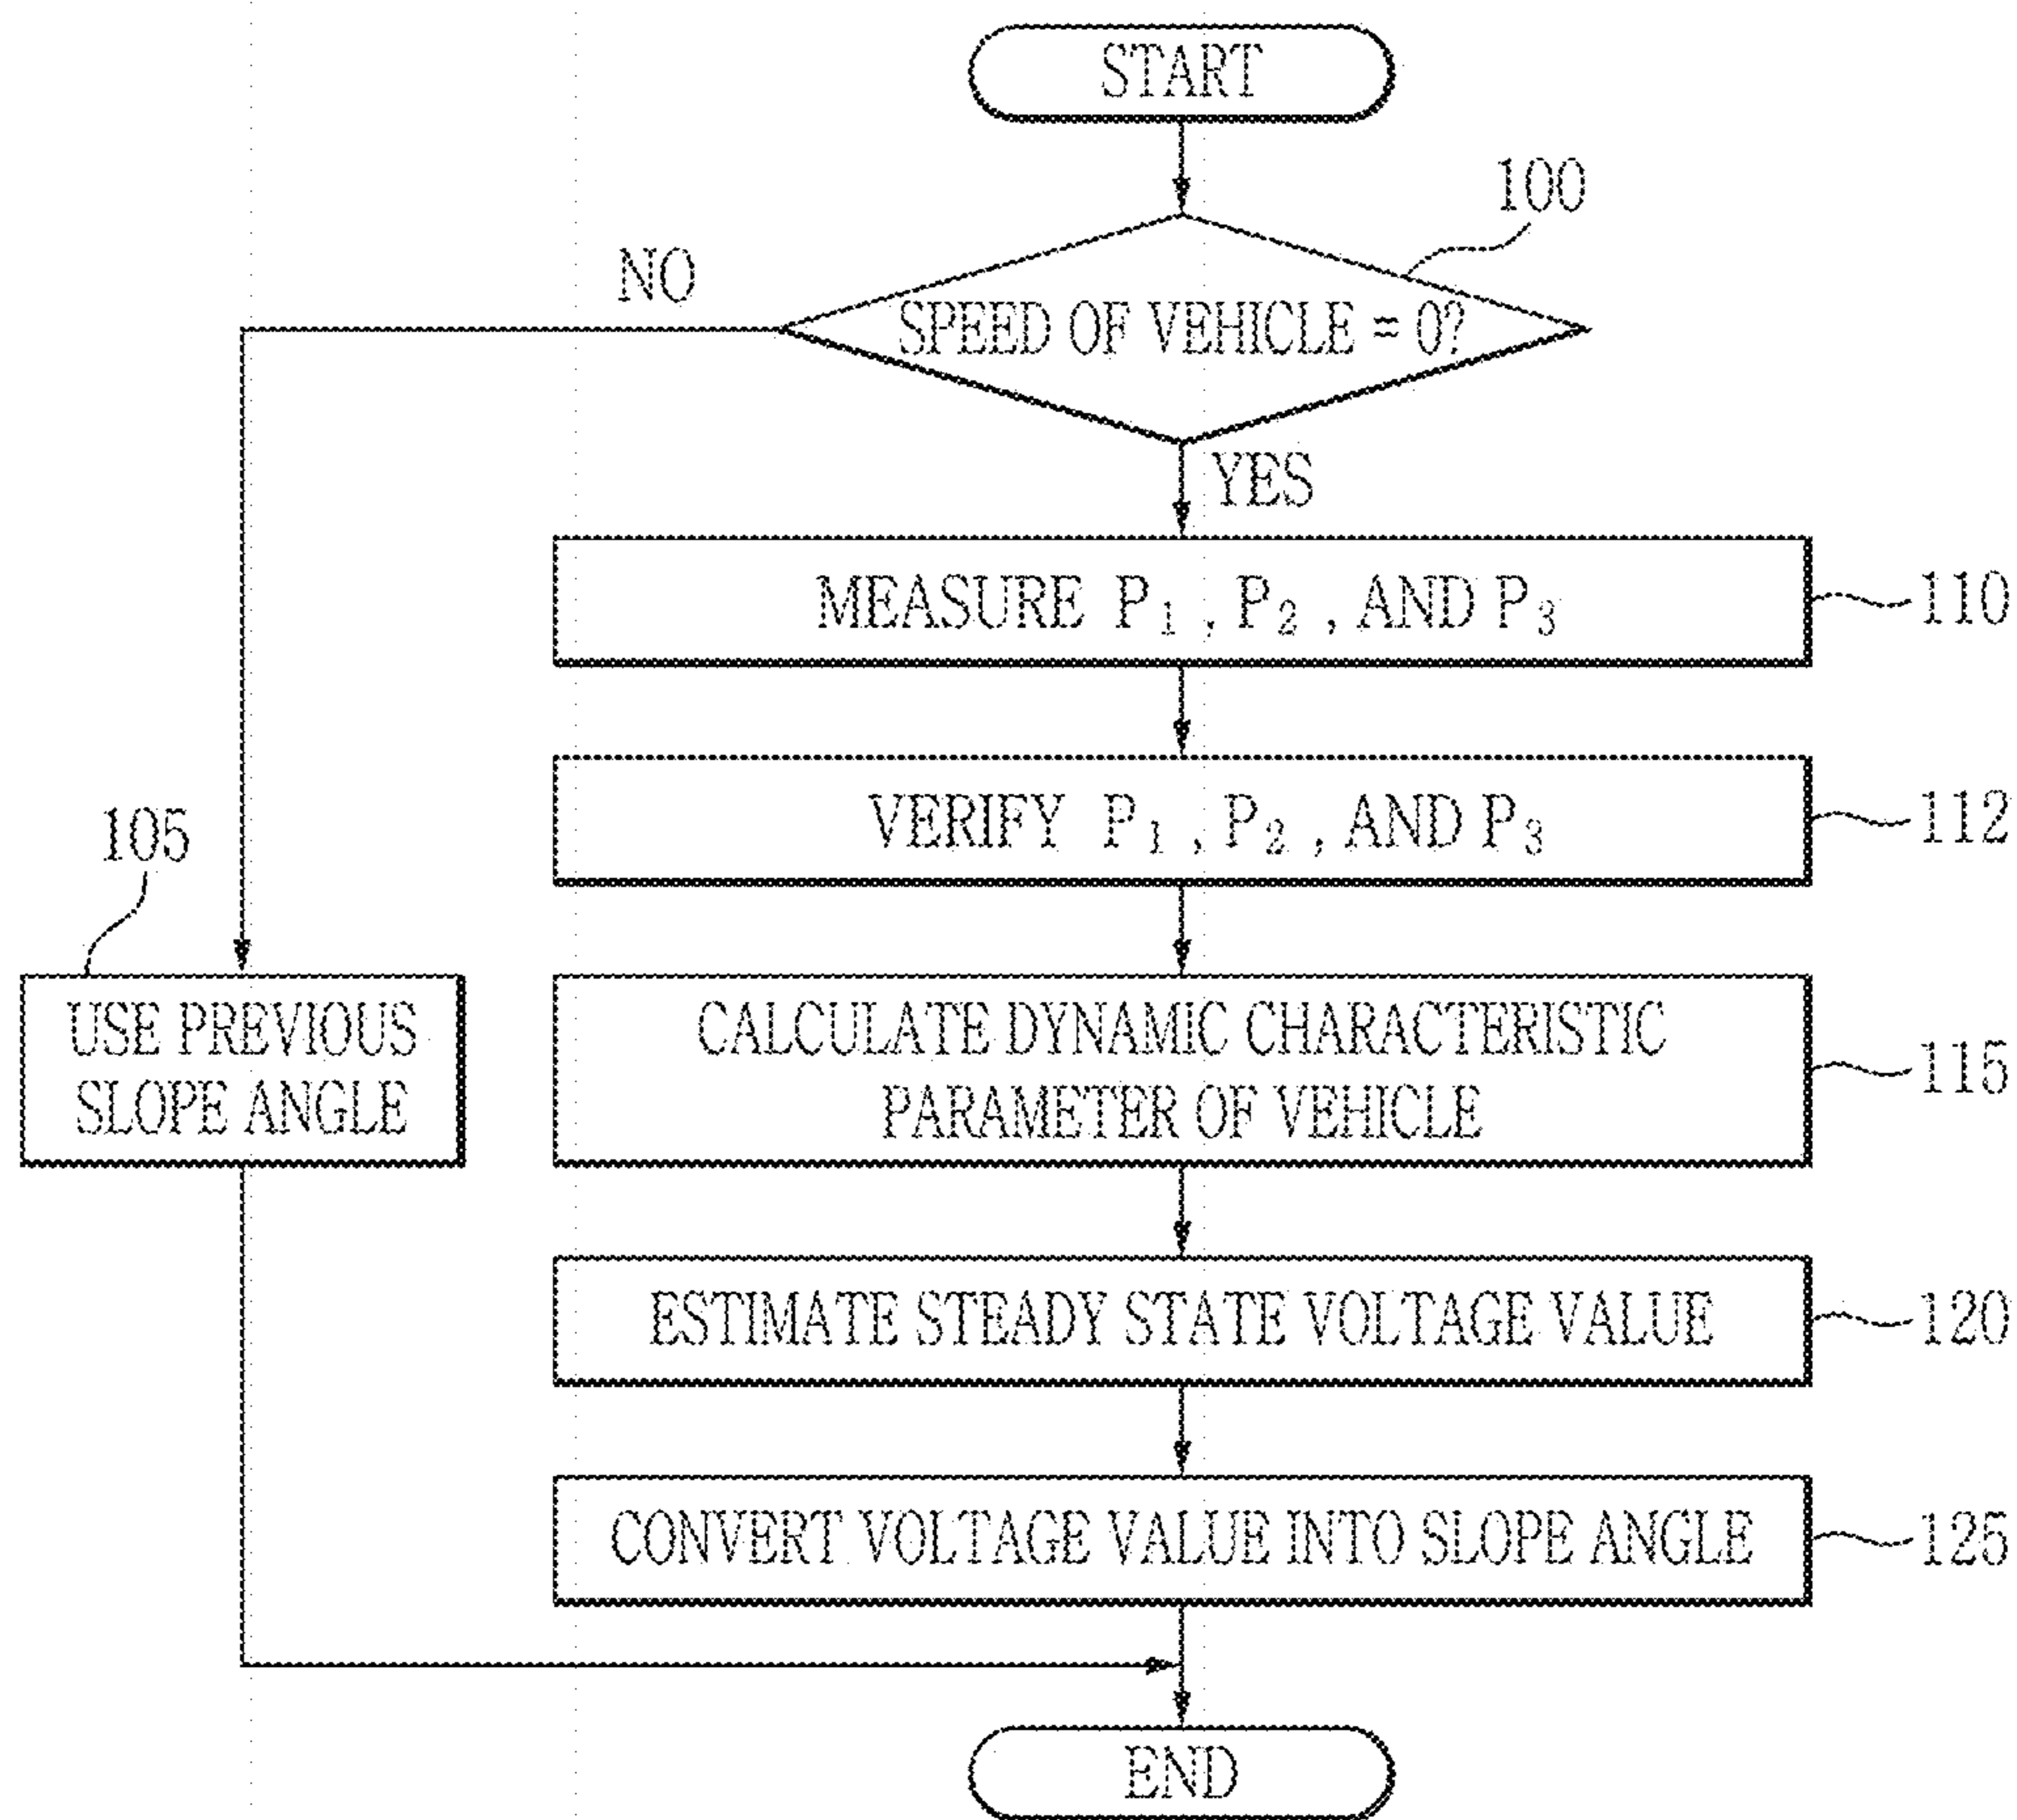 START
100
NO
SPEED OF VEHICLE = 0?
YES
MEASURE P₁ , P₂ , AND P₃
110
VERIFY P₁ , P₂ , AND P₃
112
105
USE PREVIOUS
SLOPE ANGLE
CALCULATE DYNAMIC CHARACTERISTIC
PARAMETER OF VEHICLE
115
ESTIMATE STEADY STATE VOLTAGE VALUE
120
CONVERT VOLTAGE VALUE INTO SLOPE ANGLE
125
END